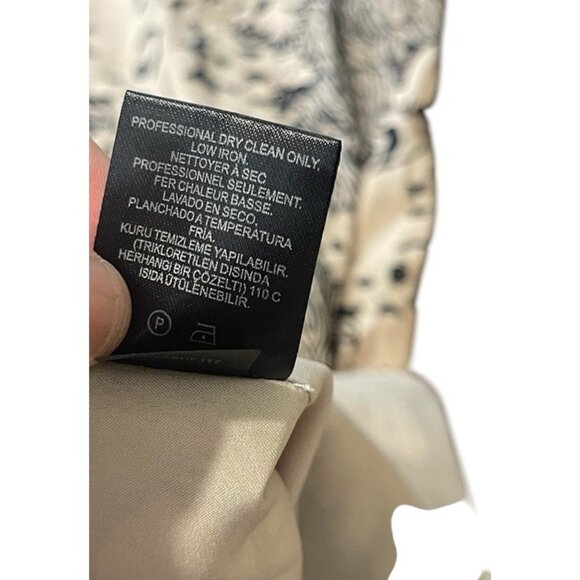 PROFESSIONAL DRY CLEAN ONLY.
LOW IRON.
NETTOYER À SEC
PROFESSIONNEL SEULEMENT.
FER CHALEUR BASSE.
LAVADO EN SECO.
PLANCHADO A TEMPERATURA
FRIA.
KURU TEMIZLEME YAPILABILIR.
(TRIKLORETILEN DISINDA
HERHANGI BIR ÇÖZELTI) 110 C
ISIDA ÜTÜLENEBILIR.
P